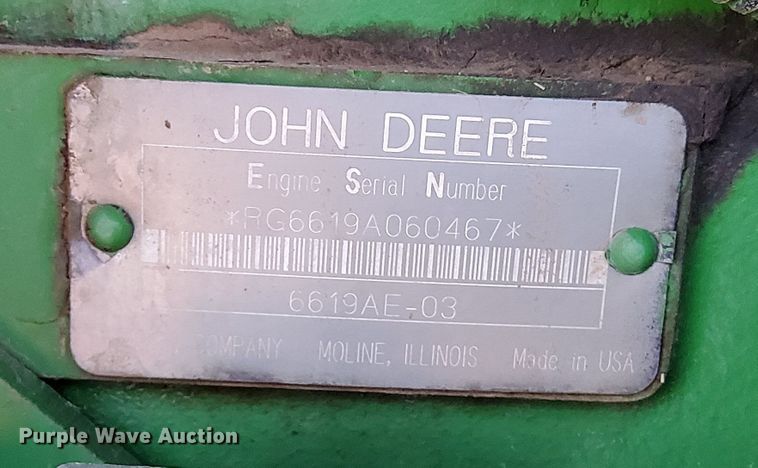 JOHN DEERE
Engine Serial Number
*RG6619A060467*
6619AE-03
COMPANY MOLINE, ILLINOIS Made in USA
Purple Wave Auction